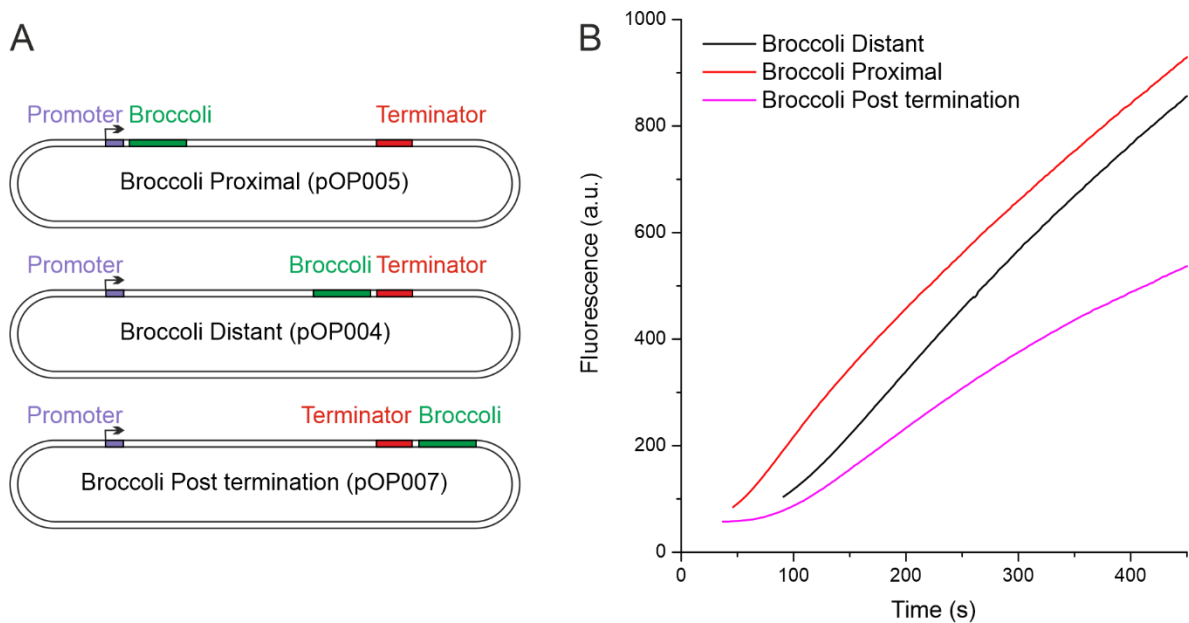 A
Promoter Broccoli Terminator
Broccoli Proximal (pOP005)
Promoter Broccoli Terminator
Broccoli Distant (pOP004)
Promoter Terminator Broccoli
Broccoli Post termination (pOP007)
B
Broccoli Distant
Broccoli Proximal
Broccoli Post termination
Fluorescence (a.u.)
1000
800
600
400
200
0
0 100 200 300 400
Time (s)